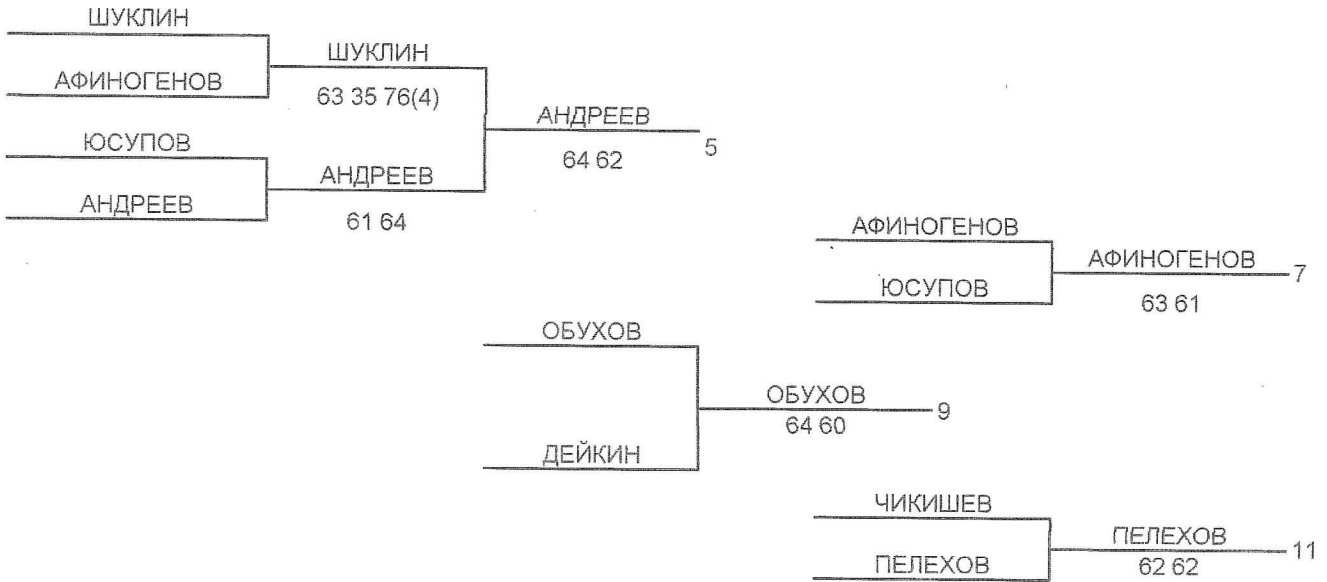 ШУКЛИН
АФИНОГЕНОВ
ШУКЛИН
63 35 76(4)
ЮСУПОВ
АНДРЕЕВ
АНДРЕЕВ
61 64
АНДРЕЕВ
64 62
5
АФИНОГЕНОВ
ЮСУПОВ
АФИНОГЕНОВ
63 61
7
ОБУХОВ
ДЕЙКИН
ОБУХОВ
64 60
9
ЧИКИШЕВ
ПЕЛЕХОВ
ПЕЛЕХОВ
62 62
11